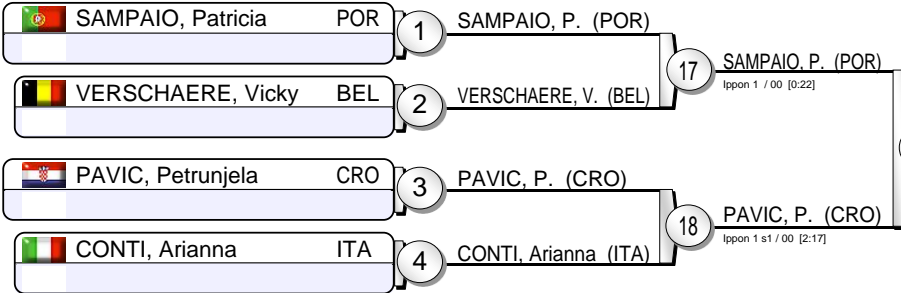 SAMPAIO, Patricia POR
1
SAMPAIO, P. (POR)
17
SAMPAIO, P. (POR)
Ippon 1 / 00 [0:22]
VERSCHAERE, Vicky BEL
2
VERSCHAERE, V. (BEL)
PAVIC, Petrunjela CRO
3
PAVIC, P. (CRO)
18
PAVIC, P. (CRO)
Ippon 1 s1 / 00 [2:17]
CONTI, Arianna ITA
4
CONTI, Arianna (ITA)